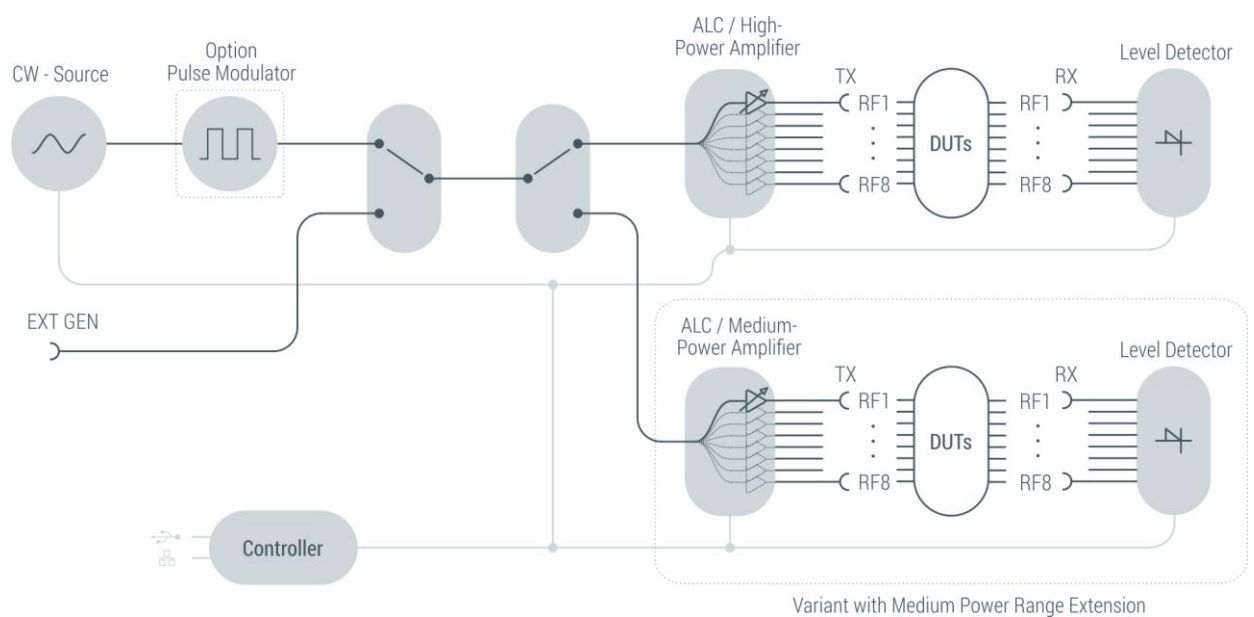 CW - Source
Option
Pulse Modulator
ALC / High-
Power Amplifier
TX
RX
Level Detector
RF1
RF8
DUTs
RF1
RF8
EXT GEN
ALC / Medium-
Power Amplifier
TX
RX
Level Detector
RF1
RF8
DUTs
RF1
RF8
Controller
Variant with Medium Power Range Extension